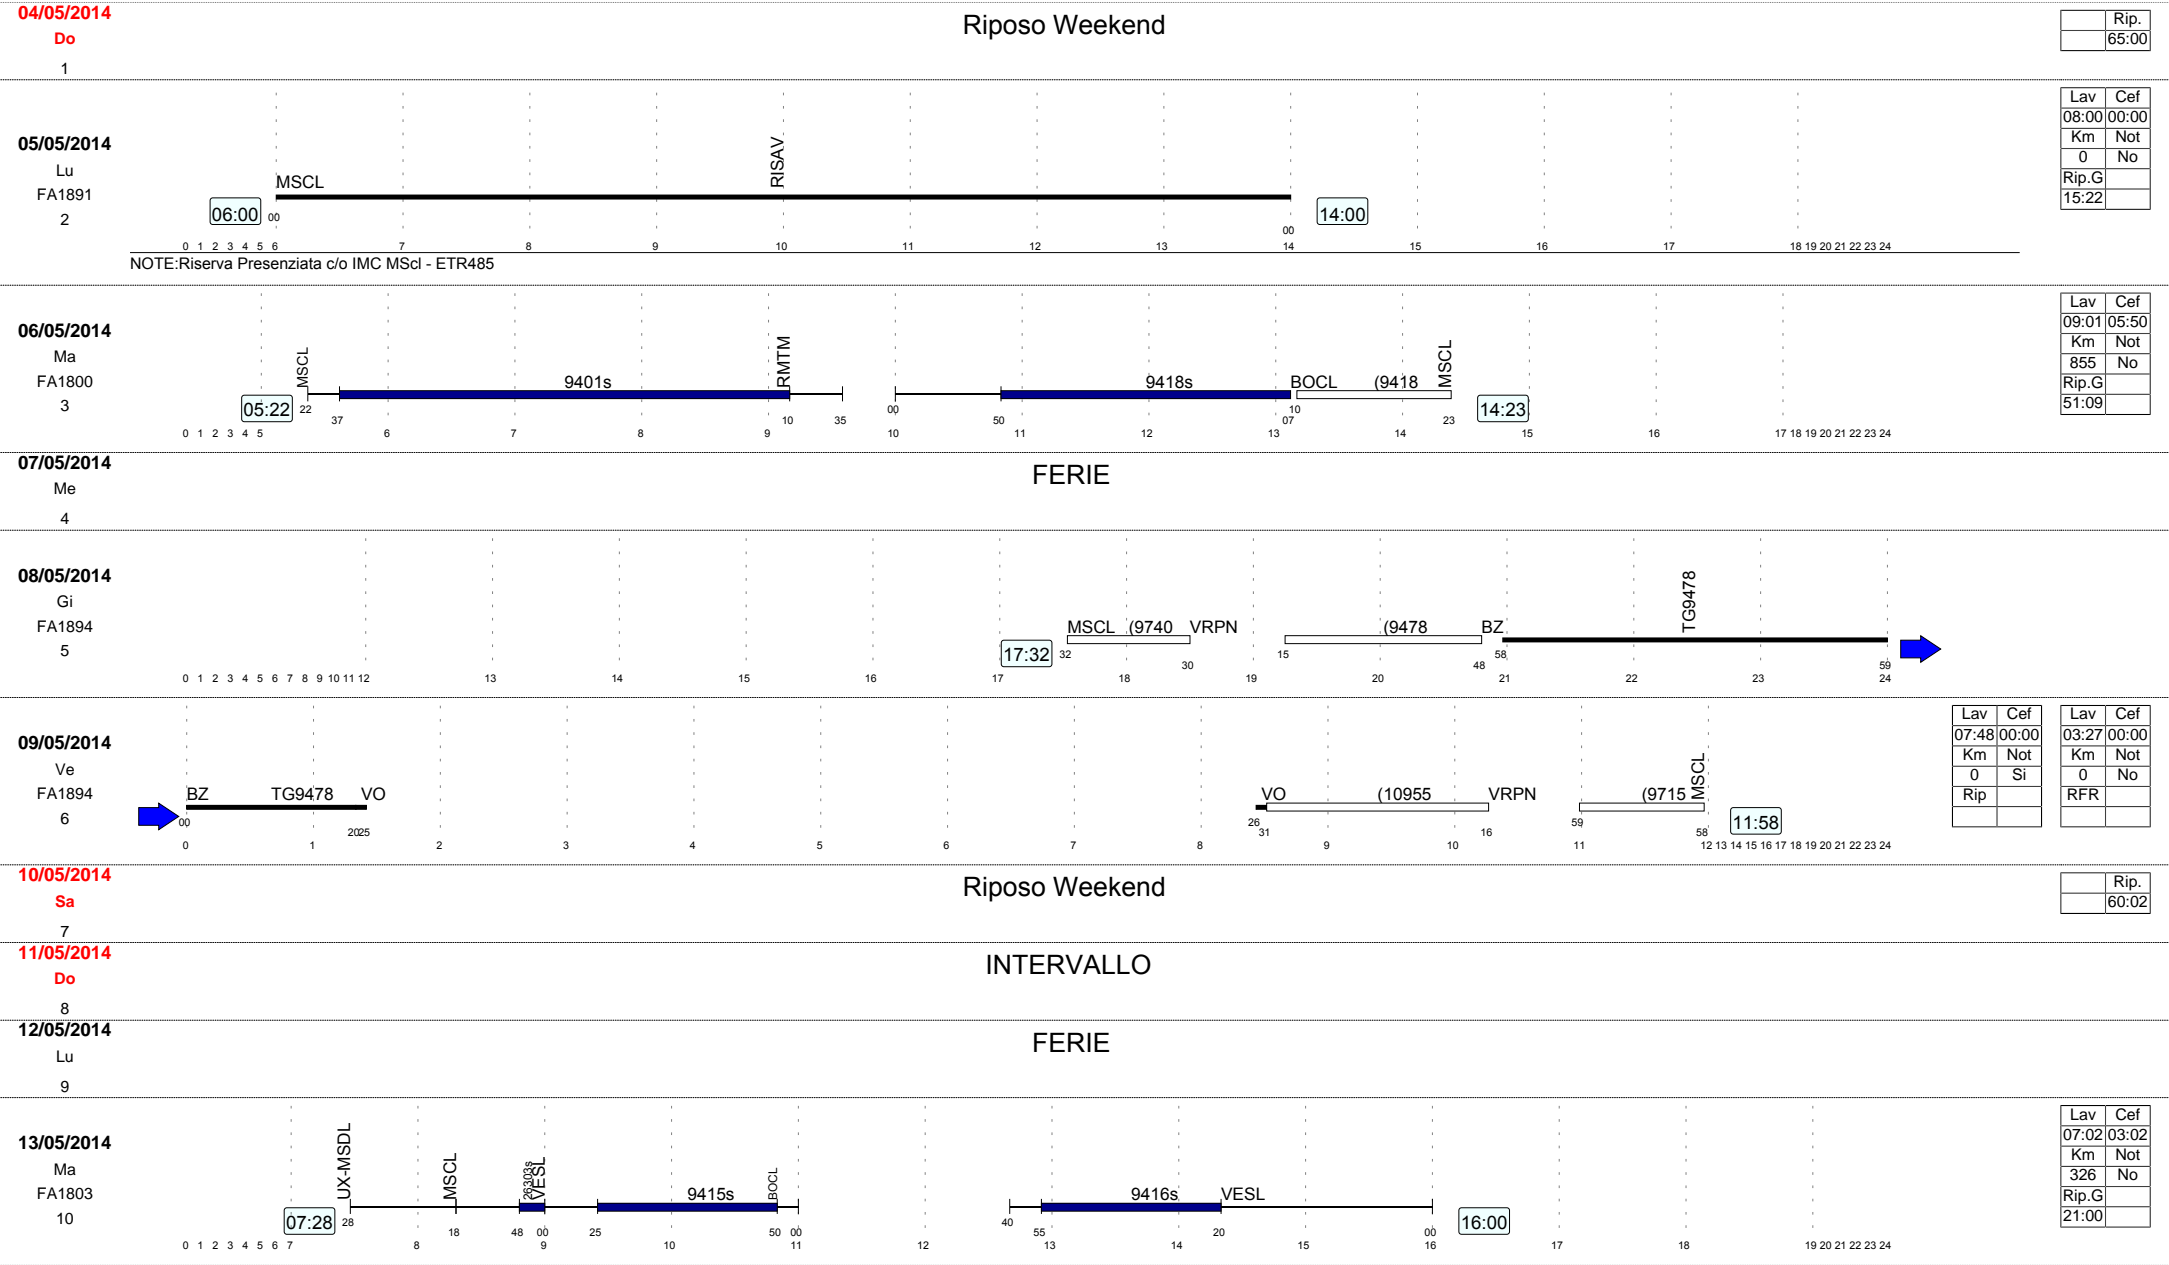 04/05/2014
Do
1
Riposo Weekend
Rip.
65:00
05/05/2014
Lu
FA1891
2
MSCL
RISAV
06:00
00
14:00
00
0 1 2 3 4 5 6 7 8 9 10 11 12 13 14 15 16 17 18 19 20 21 22 23 24
NOTE:Riserva Presenziata c/o IMC MScl - ETR485
Lav Cef
08:00 00:00
Km Not
0 No
Rip.G
15:22
06/05/2014
Ma
FA1800
3
MSCL 9401s RMTM 9418s BOCL (9418 MSCL
05:22 22 37 10 35 00 50 07 10 23 14:23
0 1 2 3 4 5 6 7 8 9 10 11 12 13 14 15 16 17 18 19 20 21 22 23 24
Lav Cef
09:01 05:50
Km Not
855 No
Rip.G
51:09
07/05/2014
Me
4
FERIE
08/05/2014
Gi
FA1894
5
MSCL (9740 VRPN (9478 BZ TG9478
17:32 32 30 15 48 58 59
0 1 2 3 4 5 6 7 8 9 10 11 12 13 14 15 16 17 18 19 20 21 22 23 24
09/05/2014
Ve
FA1894
6
BZ TG9478 VO VO (10955 VRPN (9715 MSCL
00 20 25 26 31 16 59 58 11:58
0 1 2 3 4 5 6 7 8 9 10 11 12 13 14 15 16 17 18 19 20 21 22 23 24
Lav Cef
07:48 00:00
Km Not
0 Si
Rip
Lav Cef
03:27 00:00
Km Not
0 No
RFR
10/05/2014
Sa
7
Riposo Weekend
Rip.
60:02
11/05/2014
Do
8
INTERVALLO
12/05/2014
Lu
9
FERIE
13/05/2014
Ma
FA1803
10
UX-MSDL MSCL 26303s VESL 9415s BOCL 9416s VESL
07:28 28 18 48 00 25 50 00 40 55 20 00 16:00
0 1 2 3 4 5 6 7 8 9 10 11 12 13 14 15 16 17 18 19 20 21 22 23 24
Lav Cef
07:02 03:02
Km Not
326 No
Rip.G
21:00